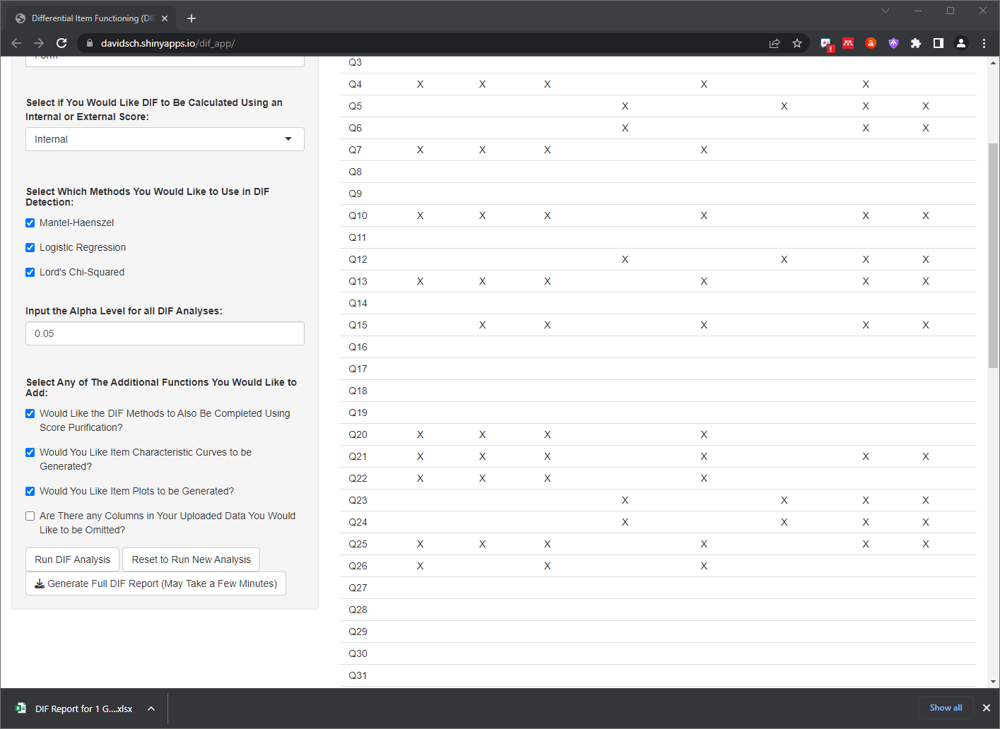 Differential Item Functioning (DIF
davidsch.shinyapps.io/dif_app/
Form
Select if You Would Like DIF to Be Calculated Using an
Internal or External Score:
Internal
Select Which Methods You Would Like to Use in DIF
Detection:
Mantel-Haenszel
Logistic Regression
Lord's Chi-Squared
Input the Alpha Level for all DIF Analyses:
0.05
Select Any of The Additional Functions You Would Like to
Add:
Would Like the DIF Methods to Also Be Completed Using
Score Purification?
Would You Like Item Characteristic Curves to be
Generated?
Would You Like Item Plots to be Generated?
Are There any Columns in Your Uploaded Data You Would
Like to be Omitted?
Run DIF Analysis Reset to Run New Analysis
Generate Full DIF Report (May Take a Few Minutes)
Q3
Q4 X X X X X
Q5 X X X X
Q6 X X X
Q7 X X X X
Q8
Q9
Q10 X X X X X X
Q11
Q12 X X X X
Q13 X X X X X X
Q14
Q15 X X X X X
Q16
Q17
Q18
Q19
Q20 X X X X
Q21 X X X X X X
Q22 X X X X
Q23 X X X X
Q24 X X X X
Q25 X X X X X X
Q26 X X X
Q27
Q28
Q29
Q30
Q31
DIF Report for 1 G....xlsx
Show all